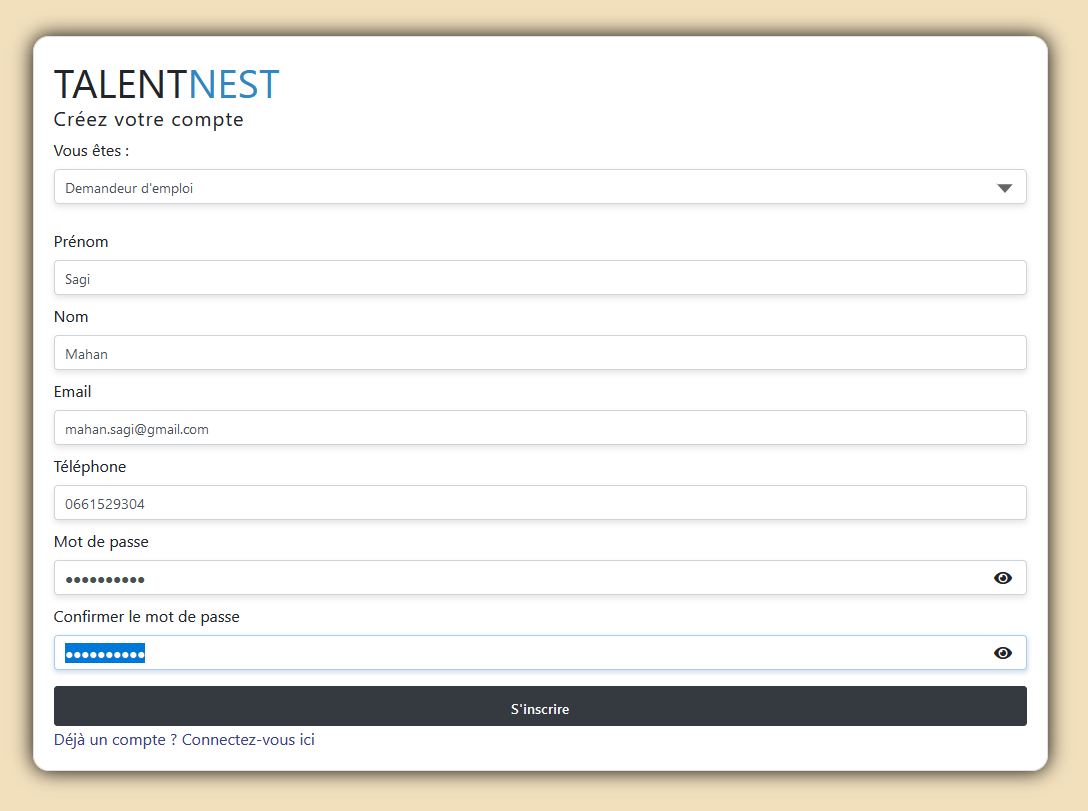 TALENTNEST
Créez votre compte
Vous êtes :
Demandeur d'emploi
Prénom
Sagi
Nom
Mahan
Email
mahan.sagi@gmail.com
Téléphone
0661529304
Mot de passe
••••••••••
Confirmer le mot de passe
••••••••••
S'inscrire
Déjà un compte ? Connectez-vous ici